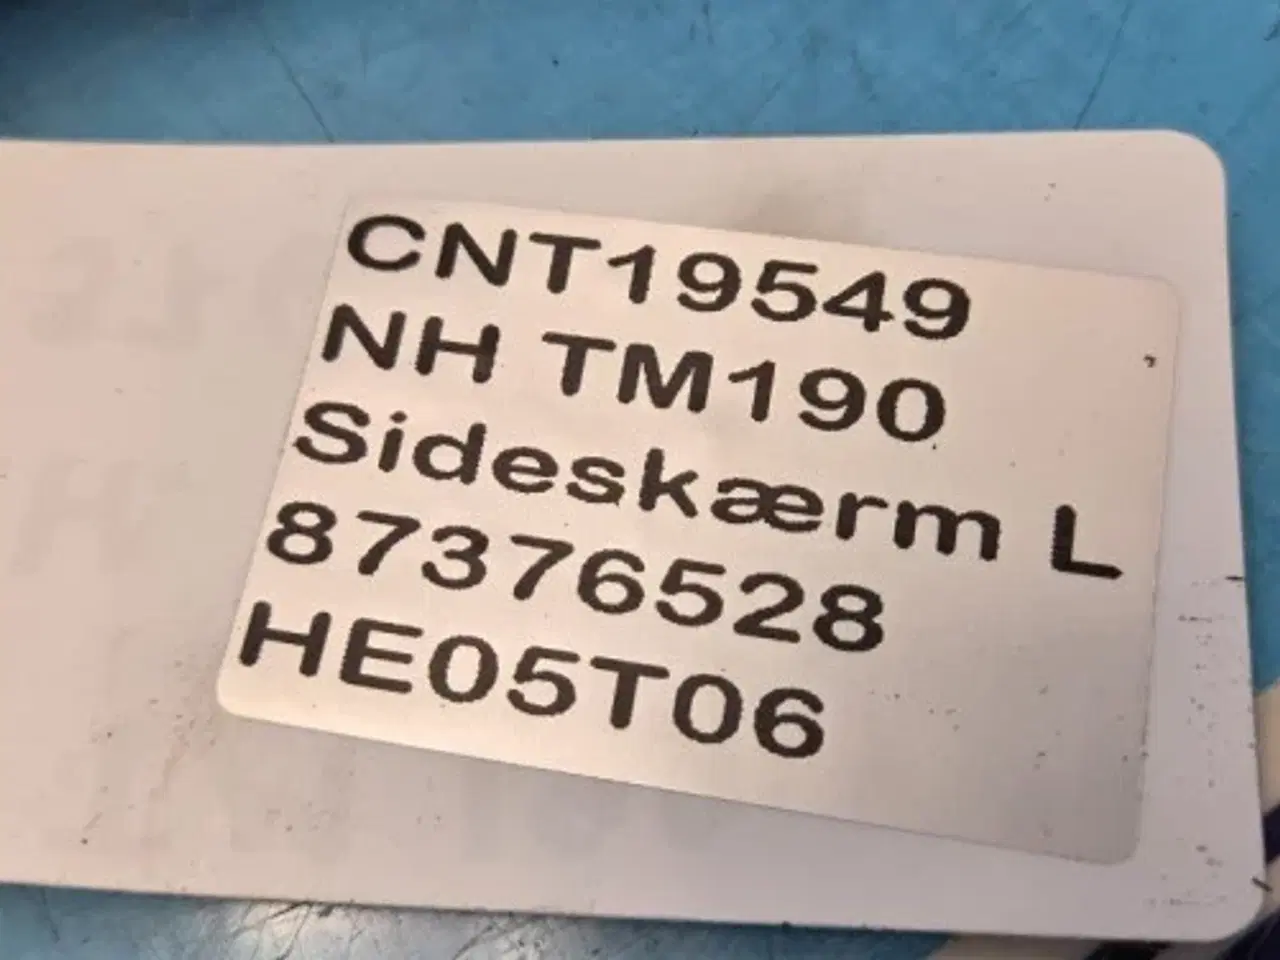 CNT19549
NH TM190
Sideskærm L
87376528
HE05T06